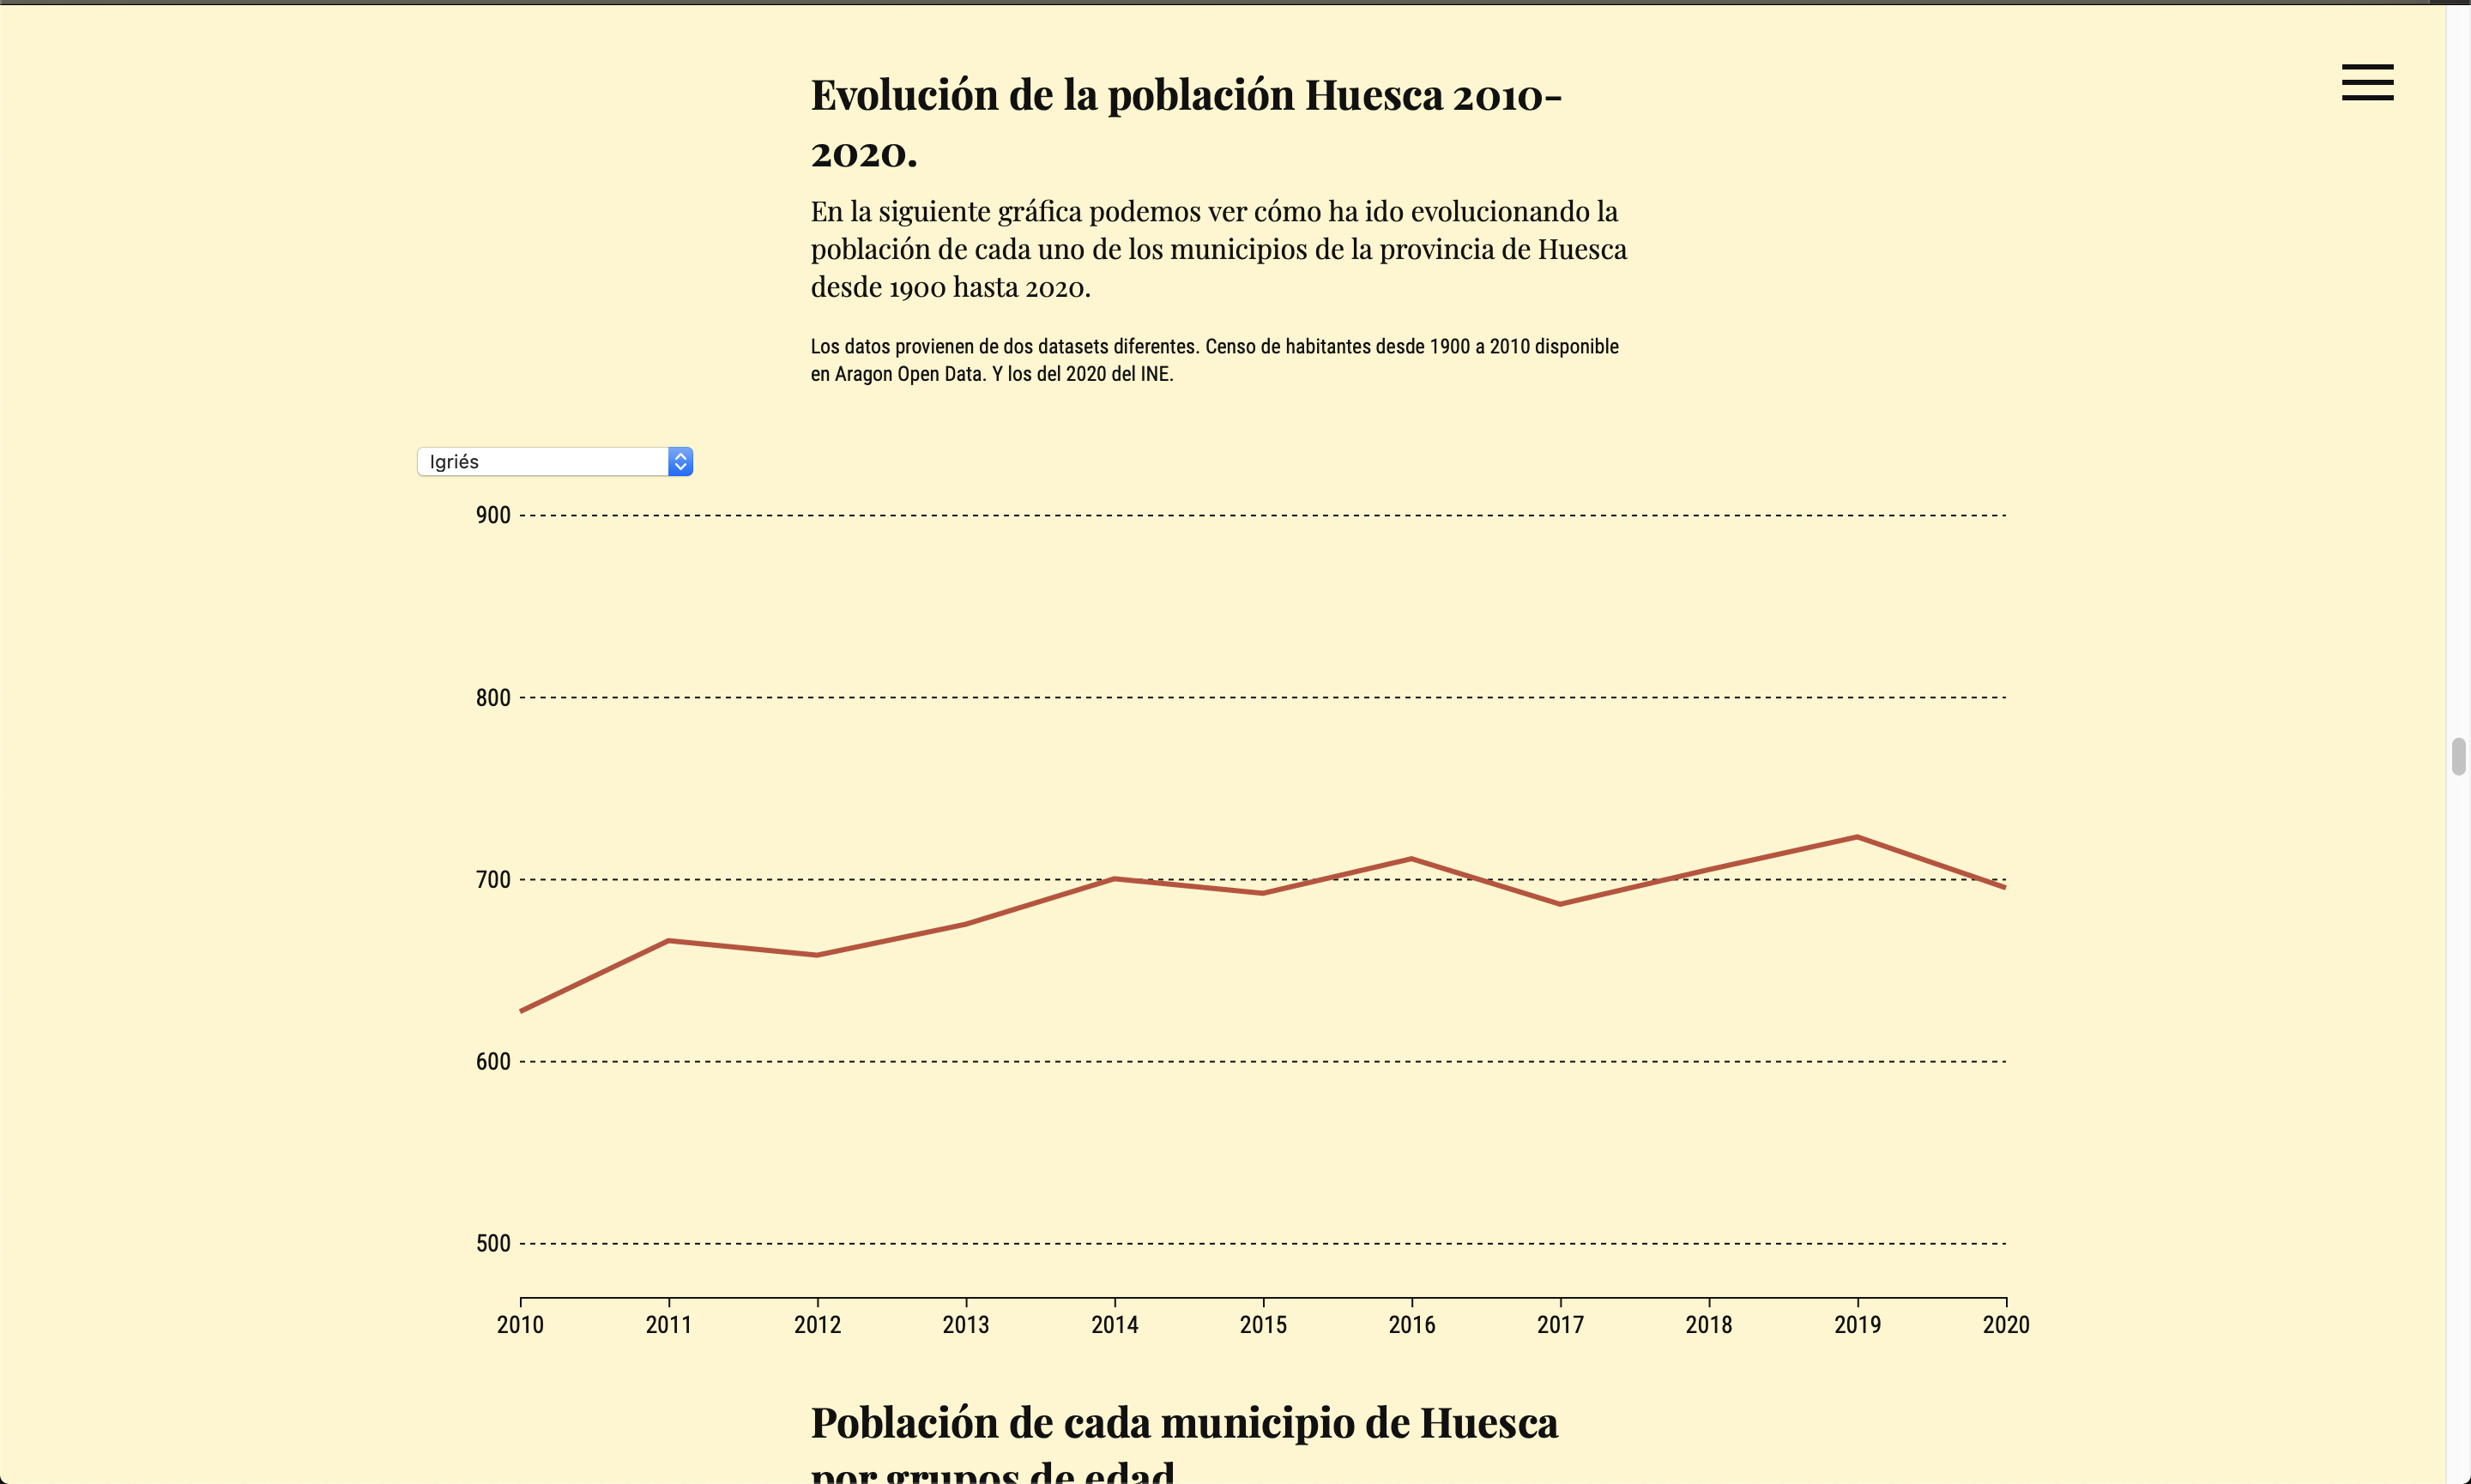 Evolución de la población Huesca 2010-
2020.
En la siguiente gráfica podemos ver cómo ha ido evolucionando la
población de cada uno de los municipios de la provincia de Huesca
desde 1900 hasta 2020.
Los datos provienen de dos datasets diferentes. Censo de habitantes desde 1900 a 2010 disponible
en Aragon Open Data. Y los del 2020 del INE.
Igriés
900
800
700
600
500
2010 2011 2012 2013 2014 2015 2016 2017 2018 2019 2020
Población de cada municipio de Huesca
por grupos de edad